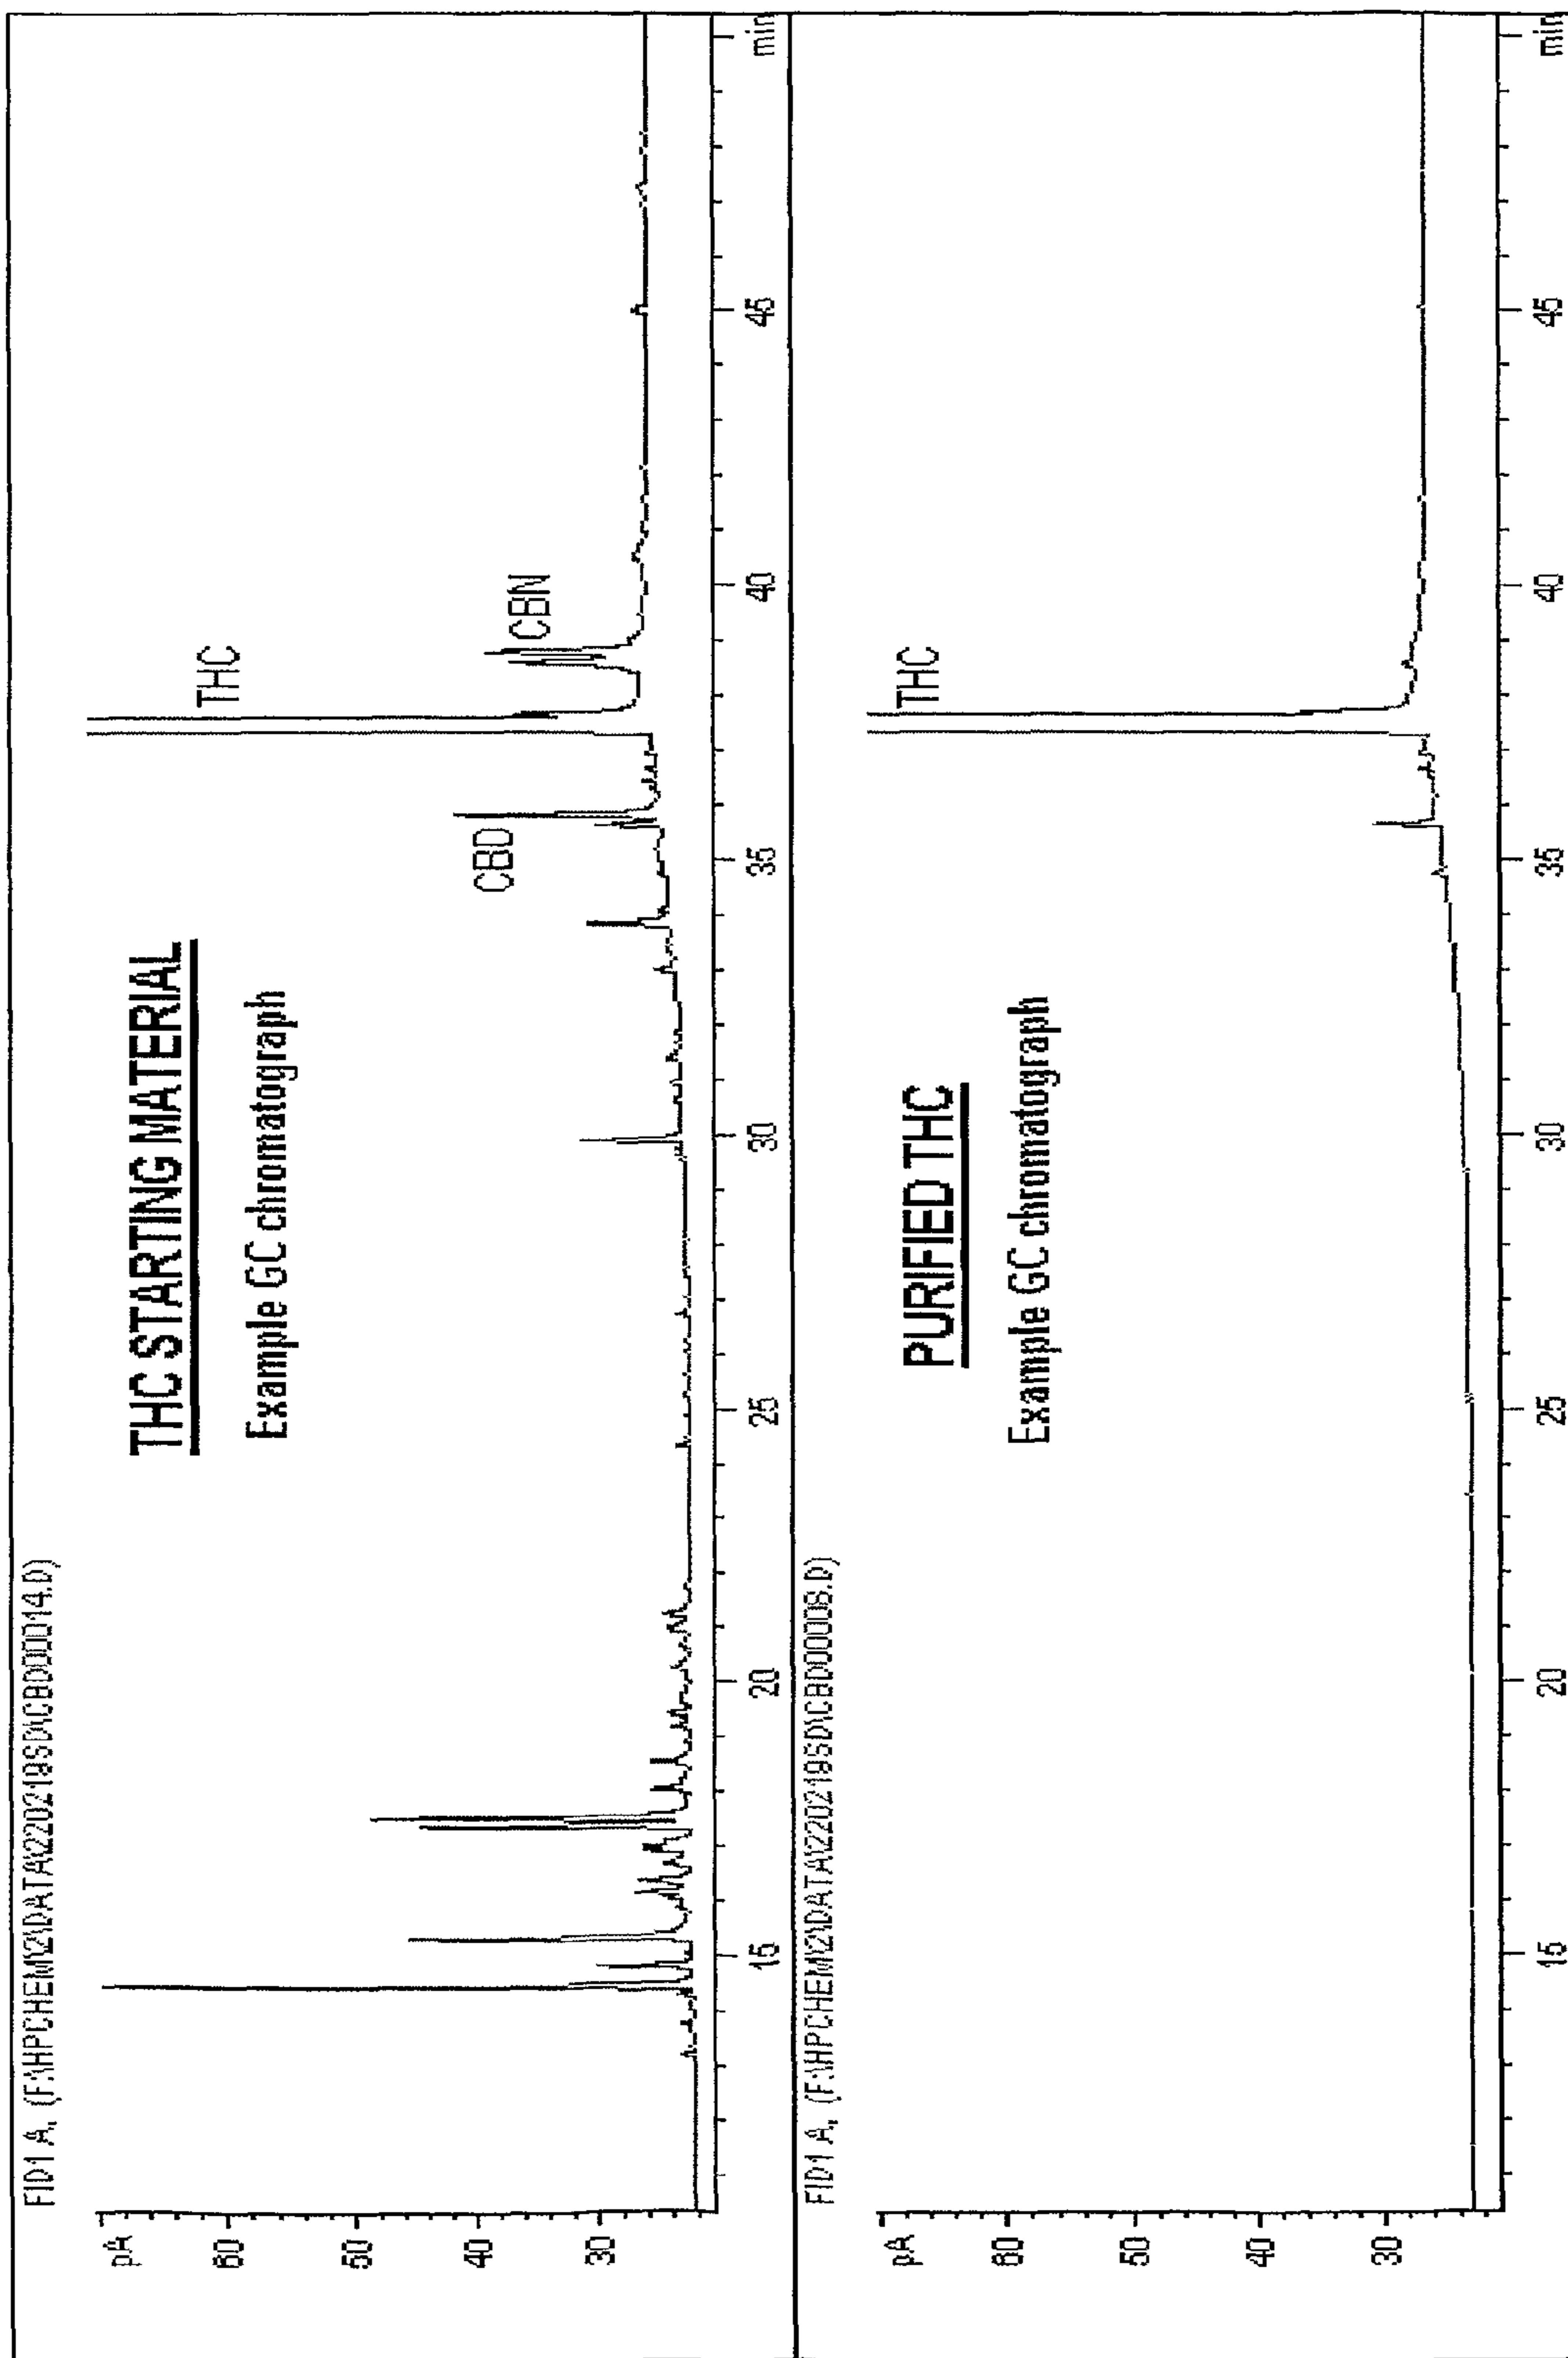 FID1 A, (F:\HPCHEM\2\DATA\220219SD\CBD00014.D)
pA
60
50
40
30
THC STARTING MATERIAL
Example GC chromatograph
CBD
THC
CBN
15
20
25
30
35
40
45
min
FID1 A, (F:\HPCHEM\2\DATA\220219SD\CBD00008.D)
pA
60
50
40
30
PURIFIED THC
Example GC chromatograph
THC
15
20
25
30
35
40
45
min